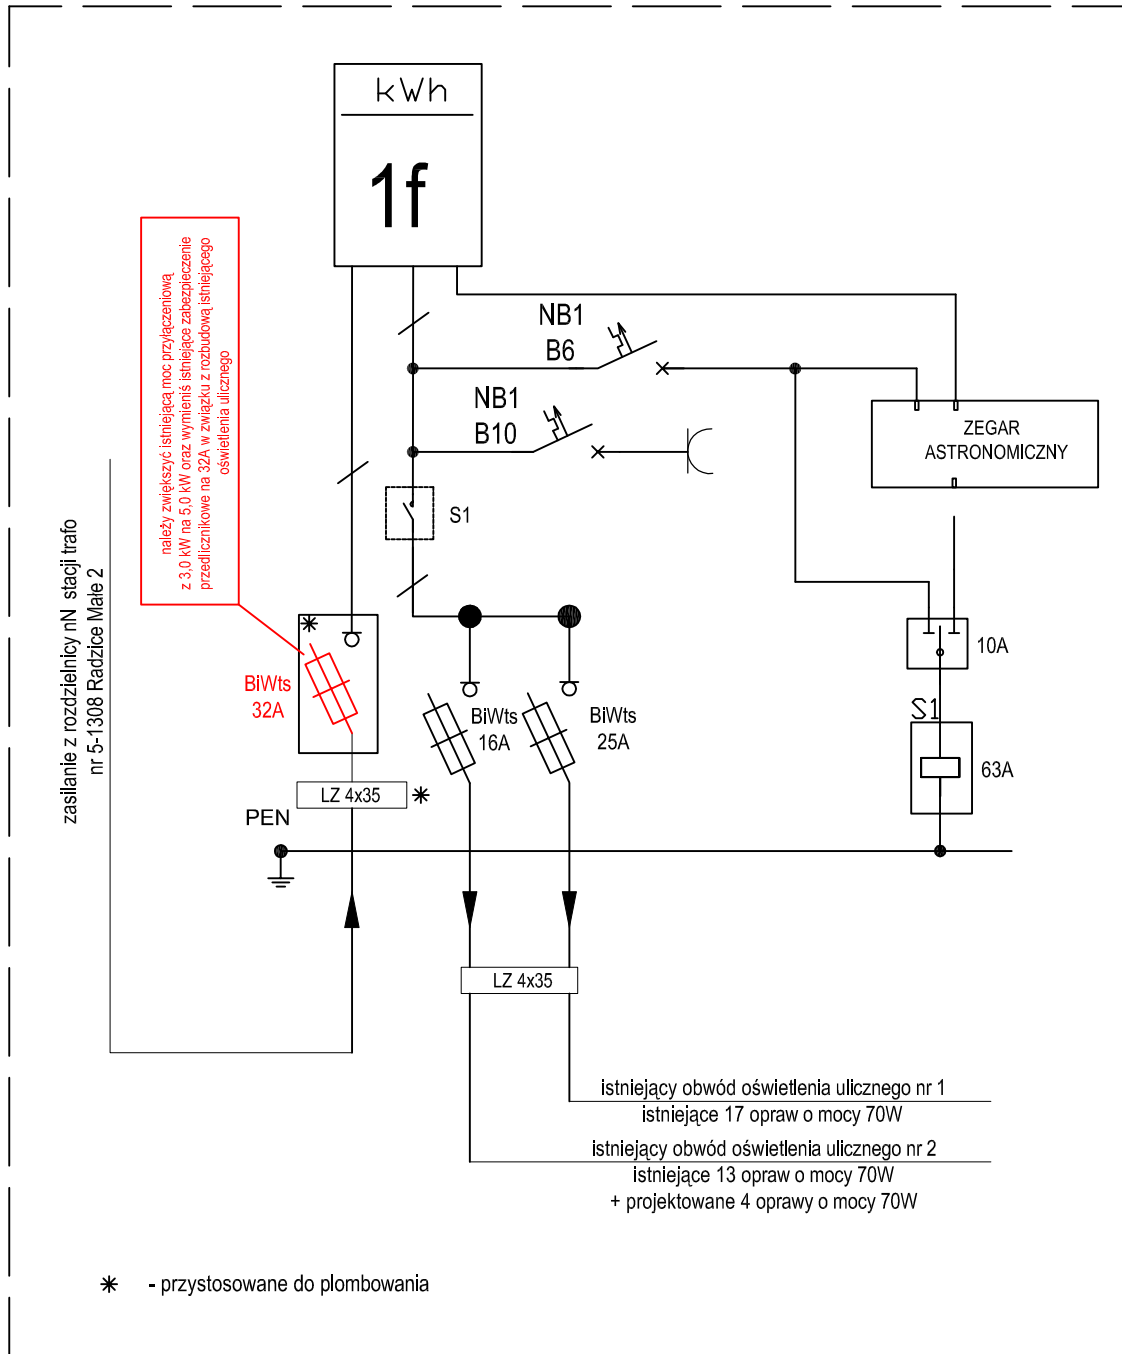 kWh
1f
należy zwiększyć istniejącą moc przyłączeniową
z 3,0 kW na 5,0 kW oraz wymieniś istniejące zabezpieczenie
przedlicznikowe na 32A w związku z rozbudową istniejącego
oświetlenia ulicznego
NB1
B6
NB1
B10
ZEGAR
ASTRONOMICZNY
S1
zasilanie z rozdzielnicy nN stacji trafo
nr 5-1308 Radzice Małe 2
BiWts
32A
BiWts
16A
BiWts
25A
10A
S1
63A
LZ 4x35
PEN
LZ 4x35
istniejący obwód oświetlenia ulicznego nr 1
istniejące 17 opraw o mocy 70W
istniejący obwód oświetlenia ulicznego nr 2
istniejące 13 opraw o mocy 70W
+ projektowane 4 oprawy o mocy 70W
- przystosowane do plombowania